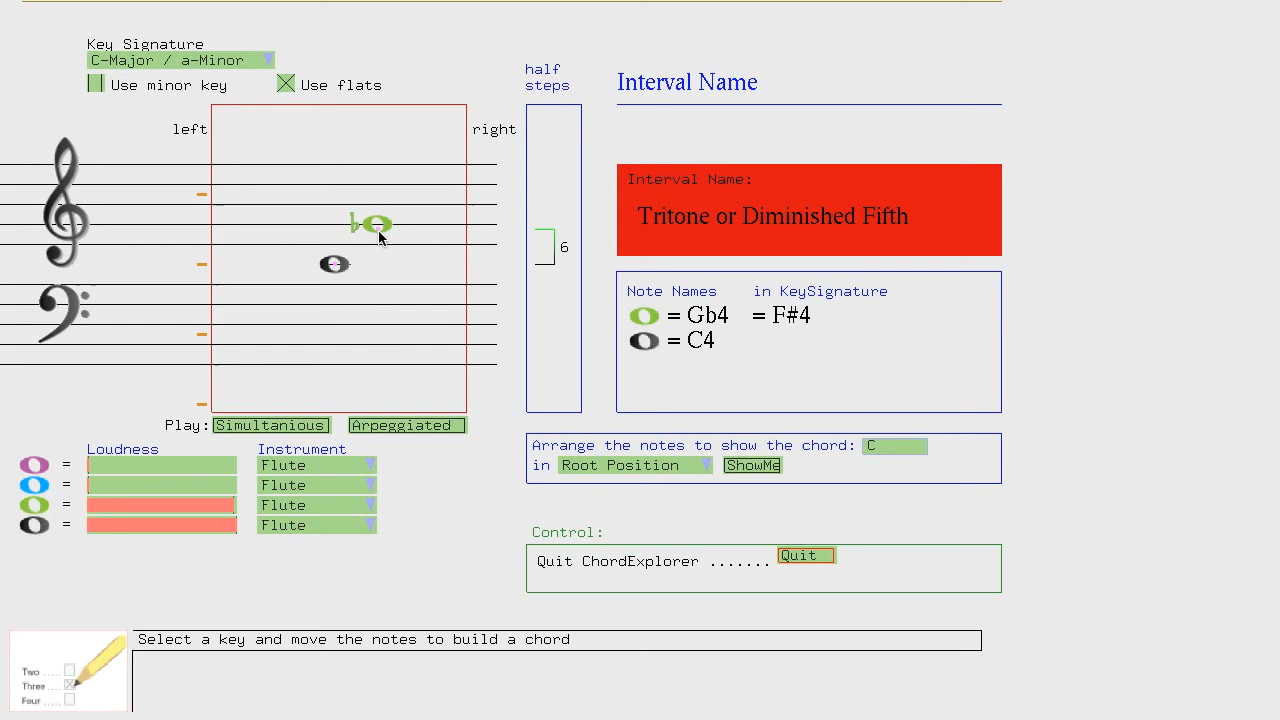 Key Signature
C-Major / a-Minor
Use minor key
Use flats
left
right
half
steps
6
Interval Name
Interval Name:
Tritone or Diminished Fifth
Note Names in KeySignature
= Gb4 = F#4
= C4
Play: Simultanious Arpeggiated
Loudness Instrument
= Flute
= Flute
= Flute
= Flute
Arrange the notes to show the chord: C
in Root Position ShowMe
Control:
Quit ChordExplorer ....... Quit
Select a key and move the notes to build a chord
Two .....
Three ....
Four .....